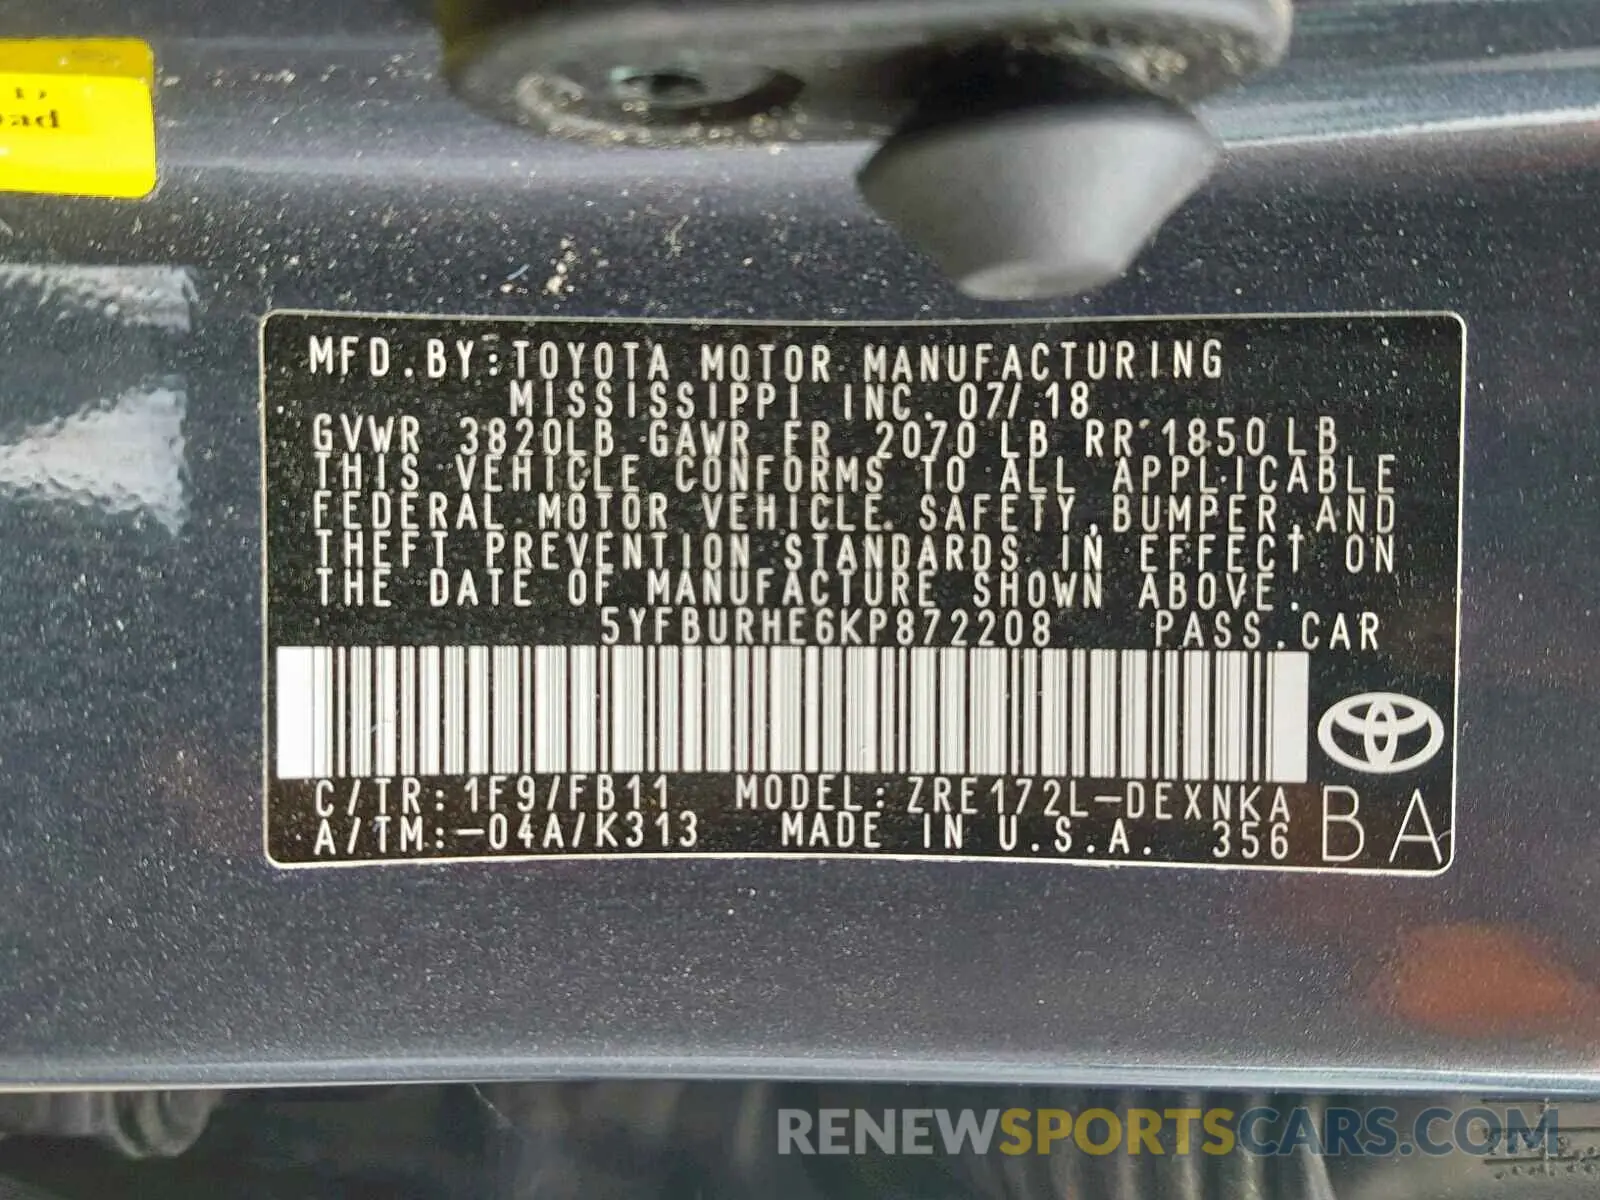 MFD.BY:TOYOTA MOTOR MANUFACTURING
MISSISSIPPI INC. 07/18
GVWR 3820LB GAWR FR 2070 LB RR 1850 LB
THIS VEHICLE CONFORMS TO ALL APPLICABLE
FEDERAL MOTOR VEHICLE SAFETY,BUMPER,AND
THEFT PREVENTION STANDARDS IN EFFECT ON
THE DATE OF MANUFACTURE SHOWN ABOVE.
5YFBURHE6KP872208 PASS.CAR
C/TR: 1F9/FB11 MODEL: ZRE172L-DEXNKA
A/TM:-04A/K313 MADE IN U.S.A. 356 BA
RENEWSPORTSCARS.COM